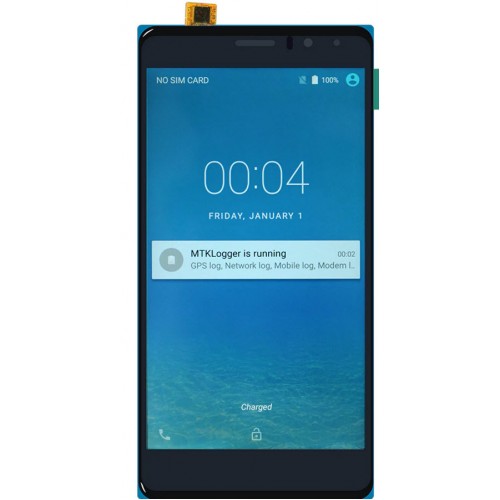 NO SIM CARD 100%
00:04
FRIDAY, JANUARY 1
MTKLogger is running 00:02
GPS log, Network log, Mobile log, Modem l..
Charged